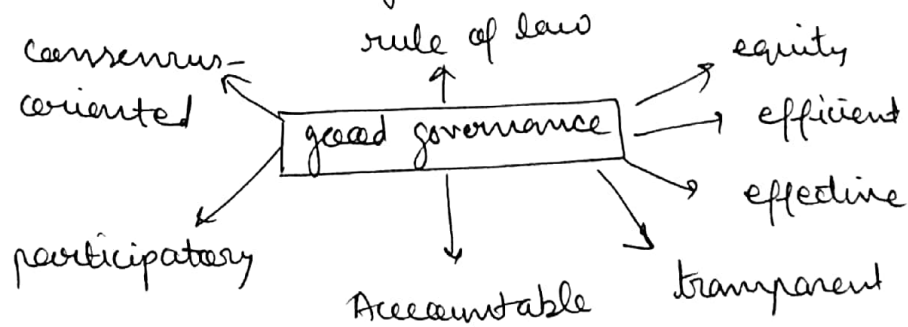 rule of law
consensus-
oriented
equity
good governance
efficient
effective
participatory
Accountable
transparent